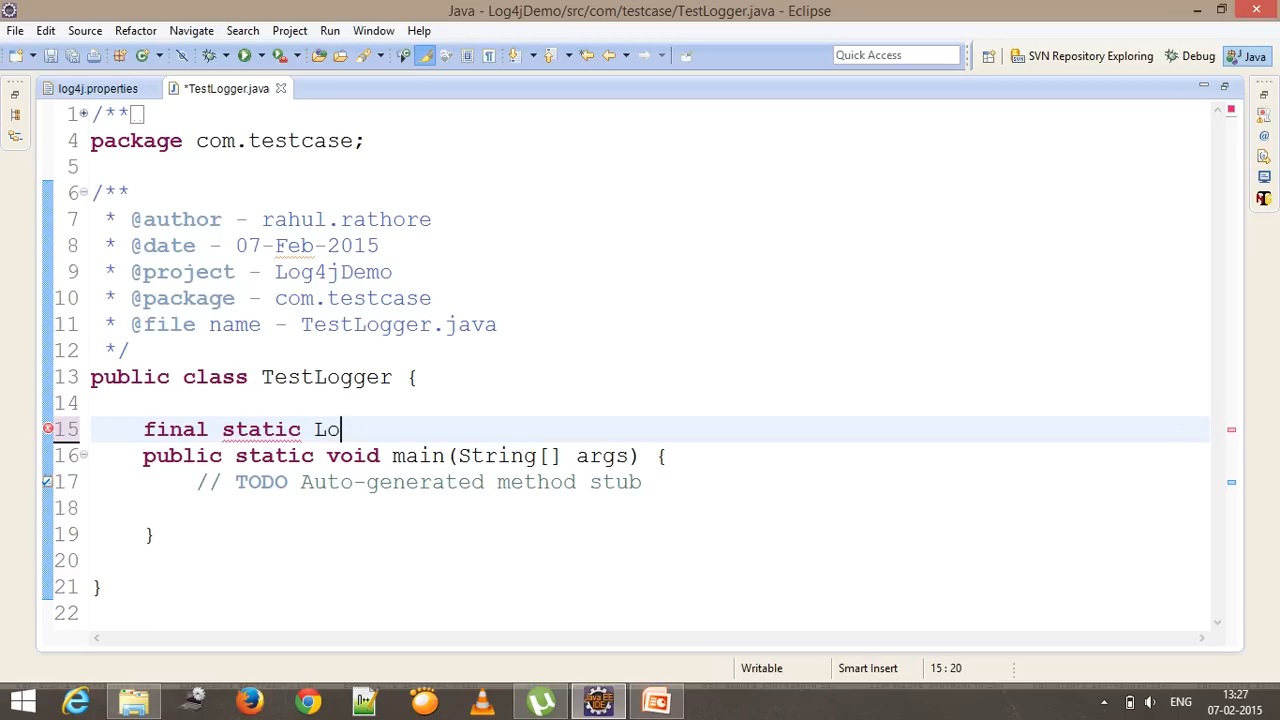 Java - Log4jDemo/src/com/testcase/TestLogger.java - Eclipse
File Edit Source Refactor Navigate Search Project Run Window Help
Quick Access SVN Repository Exploring Debug Java
log4j.properties *TestLogger.java
1 /**
4 package com.testcase;
5
6 /**
7 * @author - rahul.rathore
8 * @date - 07-Feb-2015
9 * @project - Log4jDemo
10 * @package - com.testcase
11 * @file name - TestLogger.java
12 */
13 public class TestLogger {
14
15 final static Lo
16 public static void main(String[] args) {
17 // TODO Auto-generated method stub
18
19 }
20
21 }
22
Writable Smart Insert 15 : 20
Java EE
IDE
ENG 13:27
07-02-2015